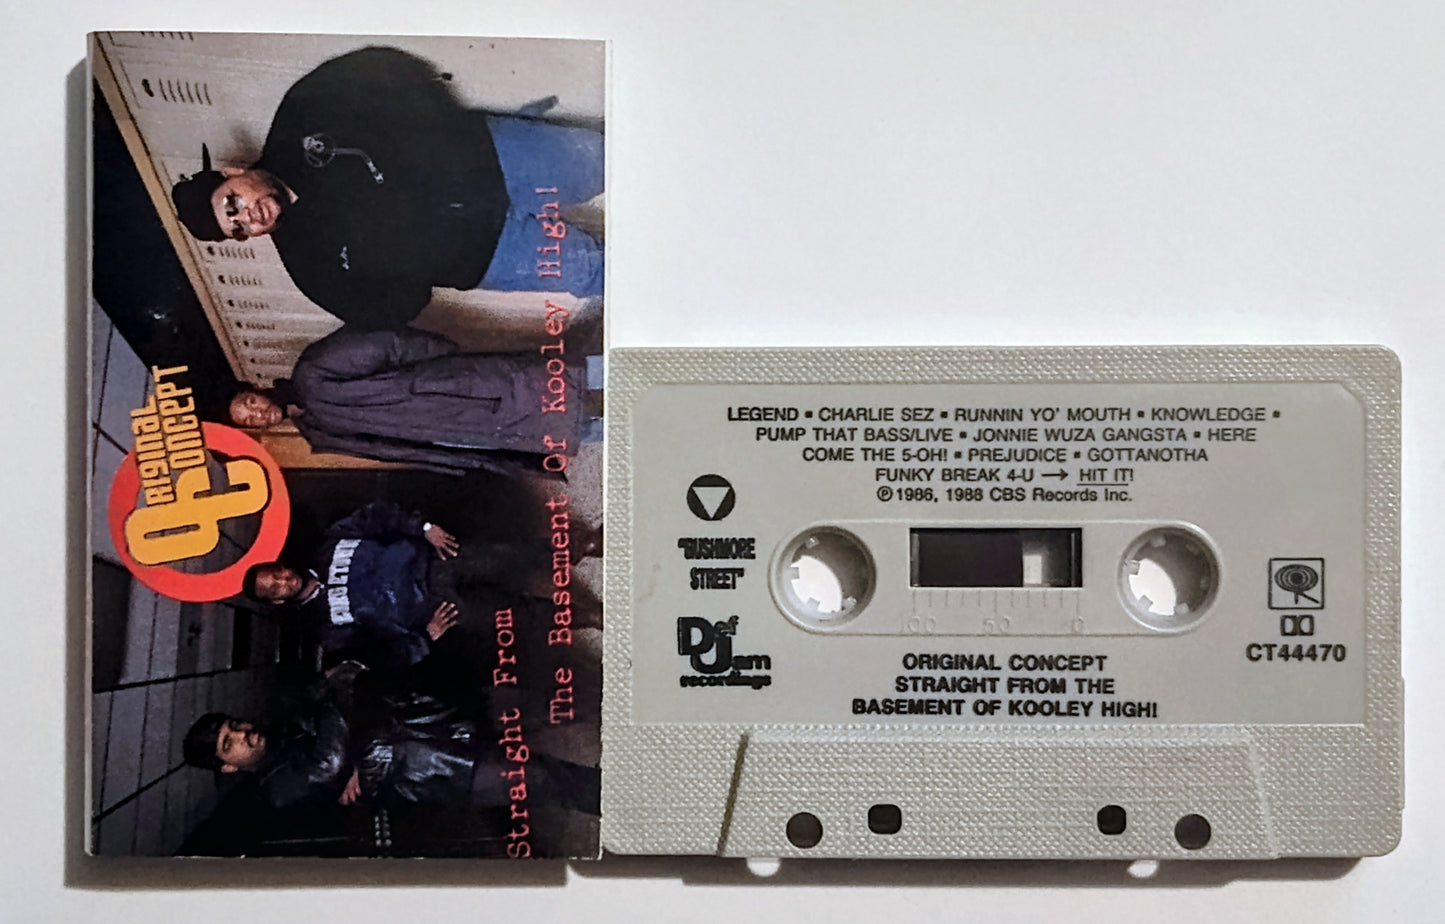 ORIGINAL
CONCEPT
OC
Straight From
The Basement Of Kooley High!
LEGEND ▪ CHARLIE SEZ ▪ RUNNIN YO' MOUTH ▪ KNOWLEDGE ▪
PUMP THAT BASS/LIVE ▪ JONNIE WUZA GANGSTA ▪ HERE
COME THE 5-OH! ▪ PREJUDICE ▪ GOTTANOTHA
FUNKY BREAK 4-U → HIT IT!
℗1986, 1988 CBS Records Inc.
"RUSHMORE
STREET"
Def
Jam
recordings
100 50 0
CT44470
ORIGINAL CONCEPT
STRAIGHT FROM THE
BASEMENT OF KOOLEY HIGH!